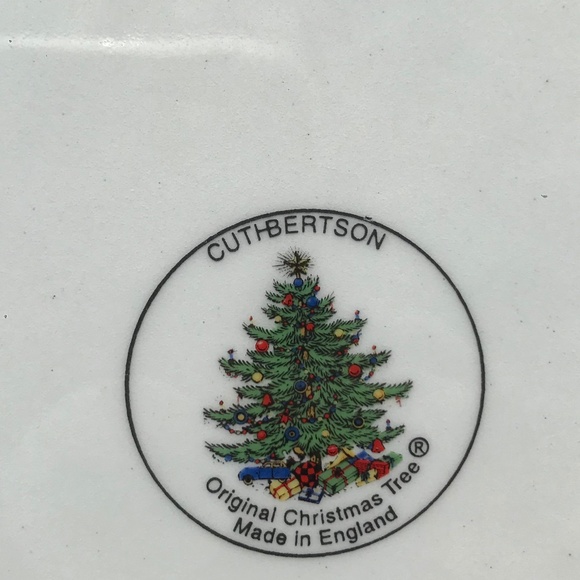 CUTHBERTSON
Original Christmas Tree®
Made in England